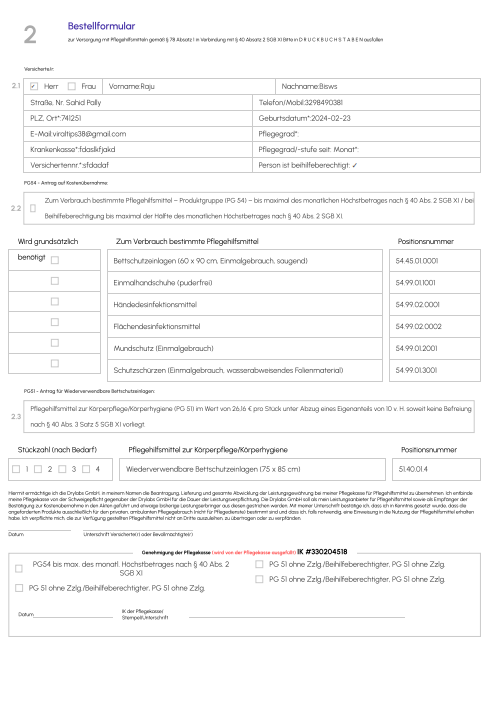 2
Bestellformular
zur Versorgung mit Pflegehilfsmitteln gemäß § 78 Absatz 1 in Verbindung mit § 40 Absatz 2 SGB XI Bitte in D R U C K B U C H S T A B E N ausfüllen
Versicherte/r:
2.1 ✓ Herr Frau Vorname:Raju Nachname:Bisws
Straße, Nr. Sahid Pally Telefon/Mobil:3298490381
PLZ, Ort*:741251 Geburtsdatum*:2024-02-23
E-Mail:viraltips38@gmail.com Pflegegrad*:
Krankenkasse*:fdaslkfjakd Pflegegrad/-stufe seit: Monat*:
Versichertennr.*:sfdadaf Person ist beihilfeberechtigt: ✓
PG54 – Antrag auf Kostenübernahme:
2.2 Zum Verbrauch bestimmte Pflegehilfsmittel – Produktgruppe (PG 54) – bis maximal des monatlichen Höchstbetrages nach § 40 Abs. 2 SGB XI / bei
Beihilfeberechtigung bis maximal der Hälfte des monatlichen Höchstbetrages nach § 40 Abs. 2 SGB XI.
Wird grundsätzlich benötigt Zum Verbrauch bestimmte Pflegehilfsmittel Positionsnummer
Bettschutzeinlagen (60 x 90 cm, Einmalgebrauch, saugend) 54.45.01.0001
Einmalhandschuhe (puderfrei) 54.99.01.1001
Händedesinfektionsmittel 54.99.02.0001
Flächendesinfektionsmittel 54.99.02.0002
Mundschutz (Einmalgebrauch) 54.99.01.2001
Schutzschürzen (Einmalgebrauch, wasserabweisendes Folienmaterial) 54.99.01.3001
PG51 – Antrag für Wiederverwendbare Bettschutzeinlagen:
2.3 Pflegehilfsmittel zur Körperpflege/Körperhygiene (PG 51) im Wert von 26,16 € pro Stück unter Abzug eines Eigenanteils von 10 v. H. soweit keine Befreiung
nach § 40 Abs. 3 Satz 5 SGB XI vorliegt.
Stückzahl (nach Bedarf) Pflegehilfsmittel zur Körperpflege/Körperhygiene Positionsnummer
1 2 3 4 Wiederverwendbare Bettschutzeinlagen (75 x 85 cm) 51.40.01.4
Hiermit ermächtige ich die Drylabs GmbH, in meinem Namen die Beantragung, Lieferung und gesamte Abwicklung der Leistungsgewährung bei meiner Pflegekasse für Pflegehilfsmittel zu übernehmen. Ich entbinde
meine Pflegekasse von der Schweigepflicht gegenüber der Drylabs GmbH für die Dauer der Leistungsverpflichtung. Die Drylabs GmbH soll als mein Leistungsanbieter für Pflegehilfsmittel sowie als Empfänger der
Bestätigung zur Kostenübernahme in den Akten geführt und etwaige bisherige Leistungserbringer aus diesen gestrichen werden. Mit meiner Unterschrift bestätige ich, dass ich in Kenntnis gesetzt wurde, dass die
angeforderten Produkte ausschließlich für den privaten, ambulanten Pflegegebrauch (nicht für Pflegedienste) bestimmt sind und dass ich, falls notwendig, eine Einweisung in die Nutzung der Pflegehilfsmittel erhalten
habe. Ich verpflichte mich, die zur Verfügung gestellten Pflegehilfsmittel nicht an Dritte auszuleihen, zu übertragen oder zu verpfänden.
Datum Unterschrift Versicherte(r) oder Bevollmächtigte(r)
Genehmigung der Pflegekasse (wird von der Pflegekasse ausgefüllt) IK #330204518
PG54 bis max. des monatl. Höchstbetrages nach § 40 Abs. 2
SGB XI
PG 51 ohne Zzlg./Beihilfeberechtigter, PG 51 ohne Zzlg.
PG 51 ohne Zzlg./Beihilfeberechtigter, PG 51 ohne Zzlg.
PG 51 ohne Zzlg./Beihilfeberechtigter, PG 51 ohne Zzlg.
Datum IK der Pflegekasse/
Stempel/Unterschrift